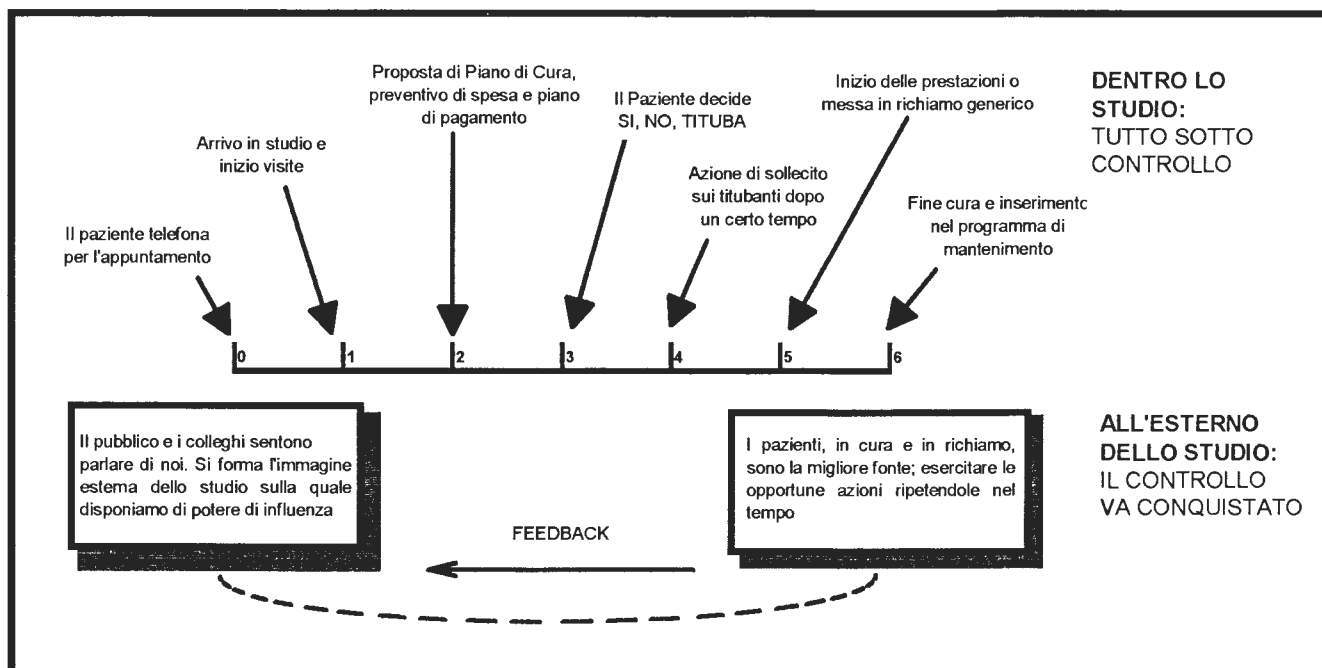 Il paziente telefona
per l'appuntamento
Arrivo in studio e
inizio visite
Proposta di Piano di Cura,
preventivo di spesa e piano
di pagamento
Il Paziente decide
SI, NO, TITUBA
Azione di sollecito
sui titubanti dopo
un certo tempo
Inizio delle prestazioni o
messa in richiamo generico
Fine cura e inserimento
nel programma di
mantenimento
DENTRO LO
STUDIO:
TUTTO SOTTO
CONTROLLO
0
1
2
3
4
5
6
Il pubblico e i colleghi sentono
parlare di noi. Si forma l'immagine
esterna dello studio sulla quale
disponiamo di potere di influenza
FEEDBACK
I pazienti, in cura e in richiamo,
sono la migliore fonte; esercitare le
opportune azioni ripetendole nel
tempo
ALL'ESTERNO
DELLO STUDIO:
IL CONTROLLO
VA CONQUISTATO